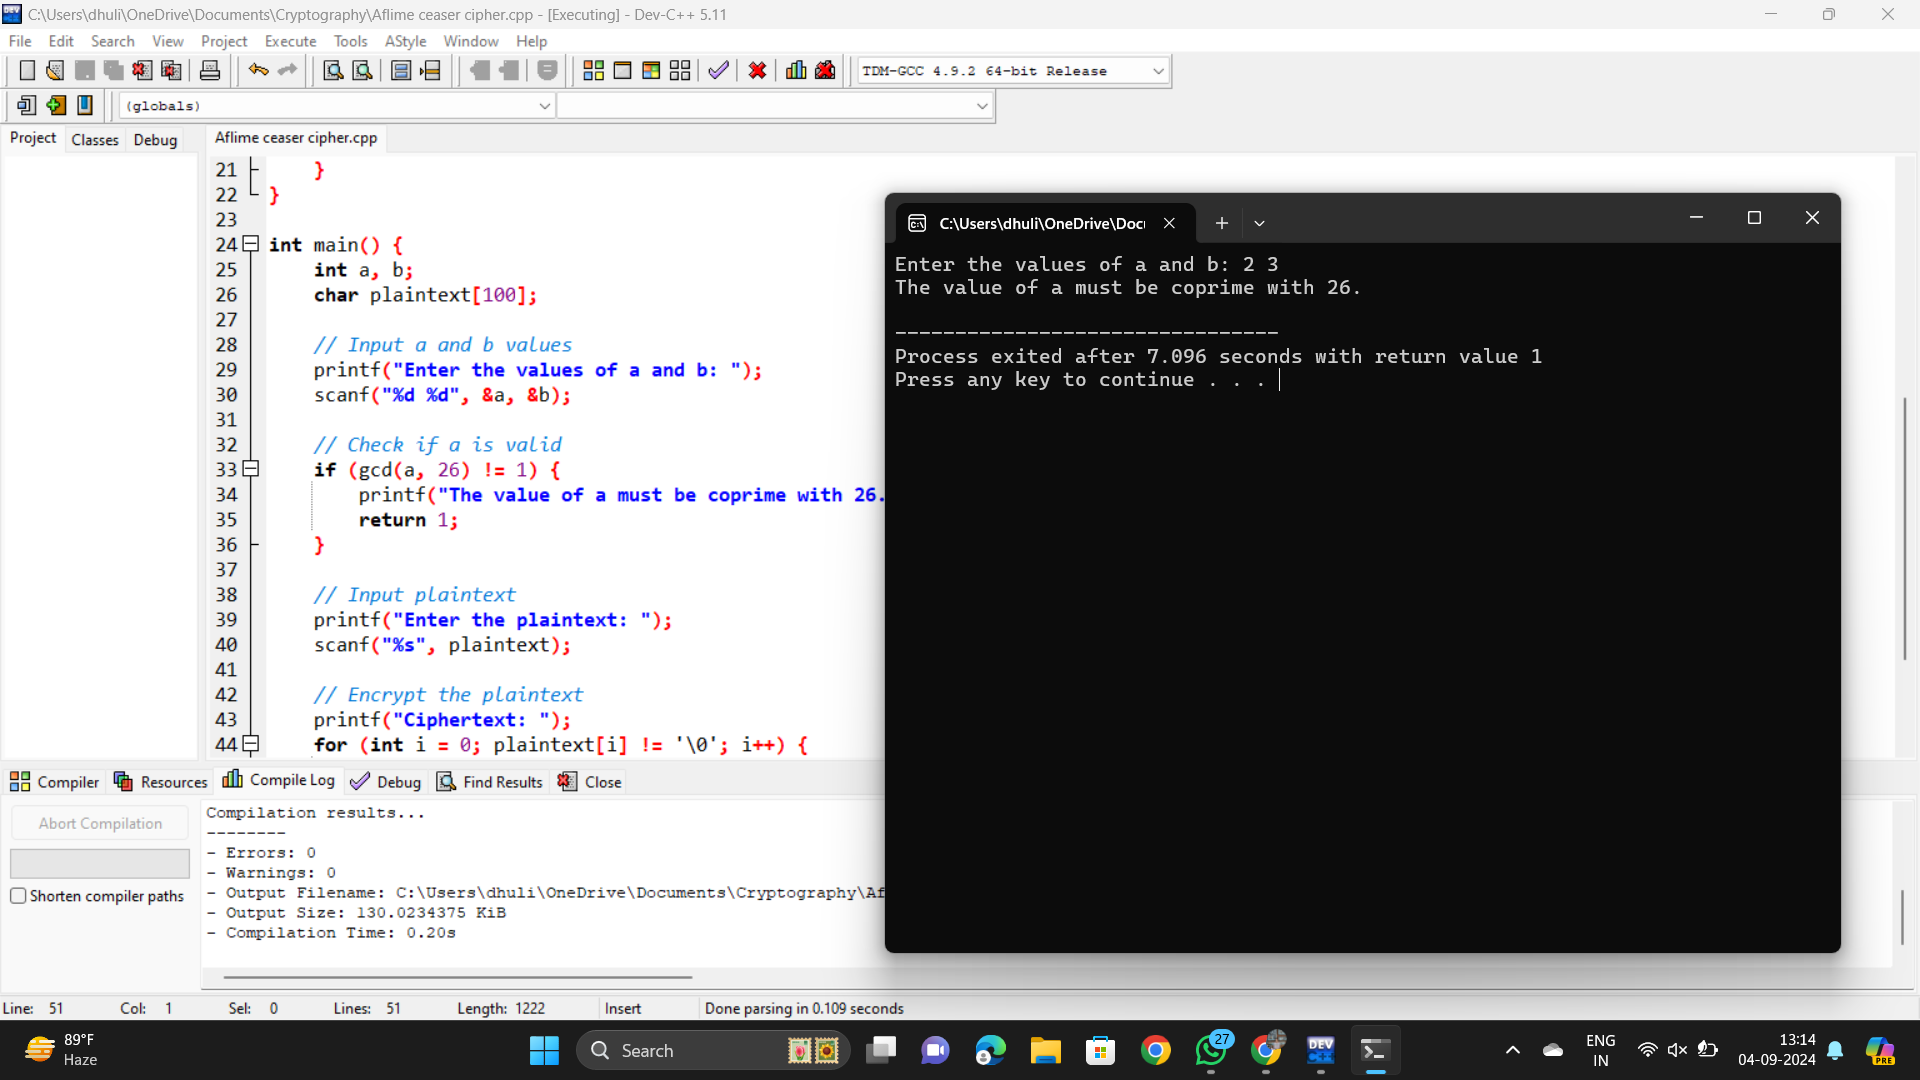 C:\Users\dhuli\OneDrive\Documents\Cryptography\Aflime ceaser cipher.cpp - [Executing] - Dev-C++ 5.11
File Edit Search View Project Execute Tools AStyle Window Help
TDM-GCC 4.9.2 64-bit Release
(globals)
Project Classes Debug
Aflime ceaser cipher.cpp
21 }
22 }
23
24 int main() {
25 int a, b;
26 char plaintext[100];
27
28 // Input a and b values
29 printf("Enter the values of a and b: ");
30 scanf("%d %d", &a, &b);
31
32 // Check if a is valid
33 if (gcd(a, 26) != 1) {
34 printf("The value of a must be coprime with 26.
35 return 1;
36 }
37
38 // Input plaintext
39 printf("Enter the plaintext: ");
40 scanf("%s", plaintext);
41
42 // Encrypt the plaintext
43 printf("Ciphertext: ");
44 for (int i = 0; plaintext[i] != '\0'; i++) {
C:\Users\dhuli\OneDrive\Docu
Enter the values of a and b: 2 3
The value of a must be coprime with 26.
--------------------------------
Process exited after 7.096 seconds with return value 1
Press any key to continue . . .
Compiler Resources Compile Log Debug Find Results Close
Abort Compilation
Shorten compiler paths
Compilation results...
--------
- Errors: 0
- Warnings: 0
- Output Filename: C:\Users\dhuli\OneDrive\Documents\Cryptography\Af
- Output Size: 130.0234375 KiB
- Compilation Time: 0.20s
Line: 51 Col: 1 Sel: 0 Lines: 51 Length: 1222 Insert Done parsing in 0.109 seconds
89°F
Haze
Search
27
DEV
PRE
ENG
IN
13:14
04-09-2024